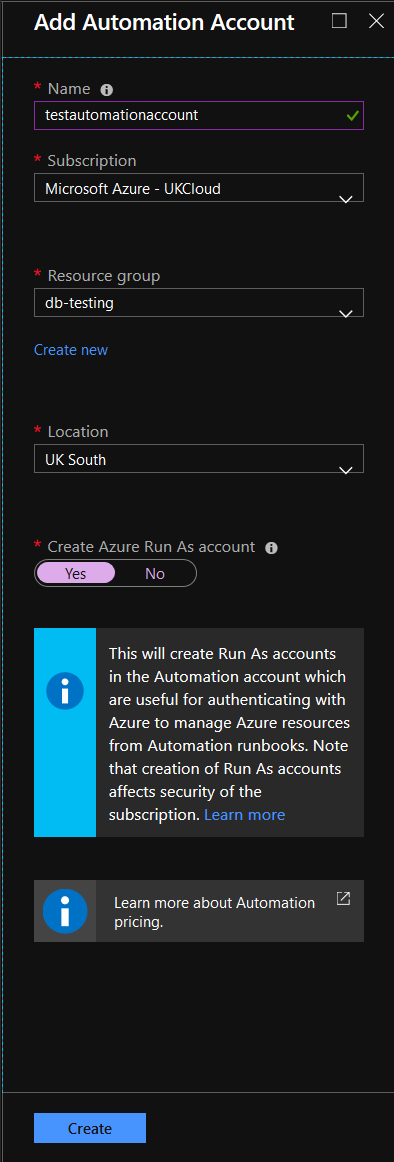 Add Automation Account
* Name
testautomationaccount
* Subscription
Microsoft Azure - UKCloud
* Resource group
db-testing
Create new
* Location
UK South
* Create Azure Run As account
Yes No
This will create Run As accounts
in the Automation account which
are useful for authenticating with
Azure to manage Azure resources
from Automation runbooks. Note
that creation of Run As accounts
affects security of the
subscription. Learn more
Learn more about Automation
pricing.
Create